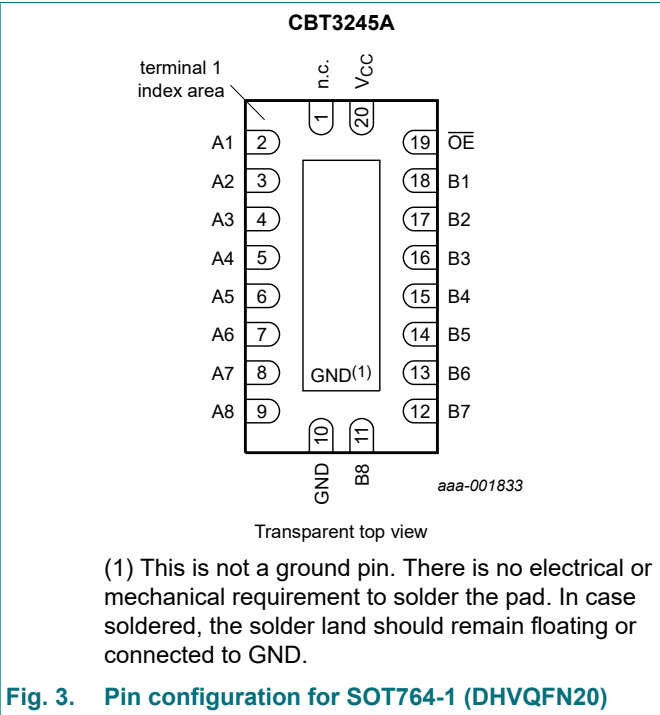 CBT3245A
terminal 1
index area
n.c.
VCC
1
20
A1 2 19 OE
A2 3 18 B1
A3 4 17 B2
A4 5 16 B3
A5 6 15 B4
A6 7 14 B5
A7 8 GND(1) 13 B6
A8 9 12 B7
10
11
GND
B8
aaa-001833
Transparent top view
(1) This is not a ground pin. There is no electrical or
mechanical requirement to solder the pad. In case
soldered, the solder land should remain floating or
connected to GND.
Fig. 3. Pin configuration for SOT764-1 (DHVQFN20)